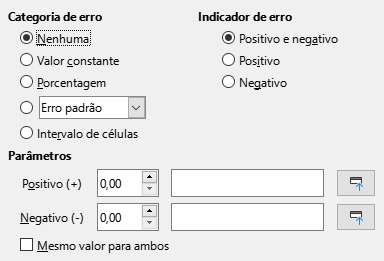 Categoria de erro
Nenhuma
Valor constante
Porcentagem
Erro padrão
Intervalo de células
Indicador de erro
Positivo e negativo
Positivo
Negativo
Parâmetros
Positivo (+) 0,00
Negativo (-) 0,00
Mesmo valor para ambos